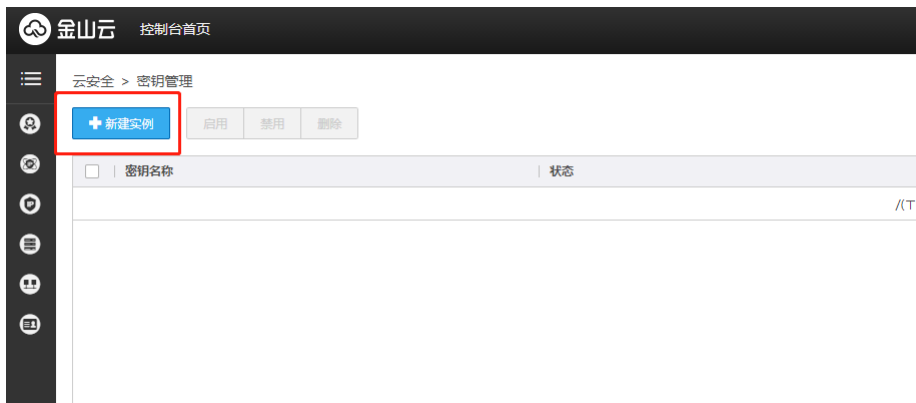 金山云 控制台首页
云安全 > 密钥管理
新建实例 启用 禁用 删除
密钥名称 状态
/(ㄒ